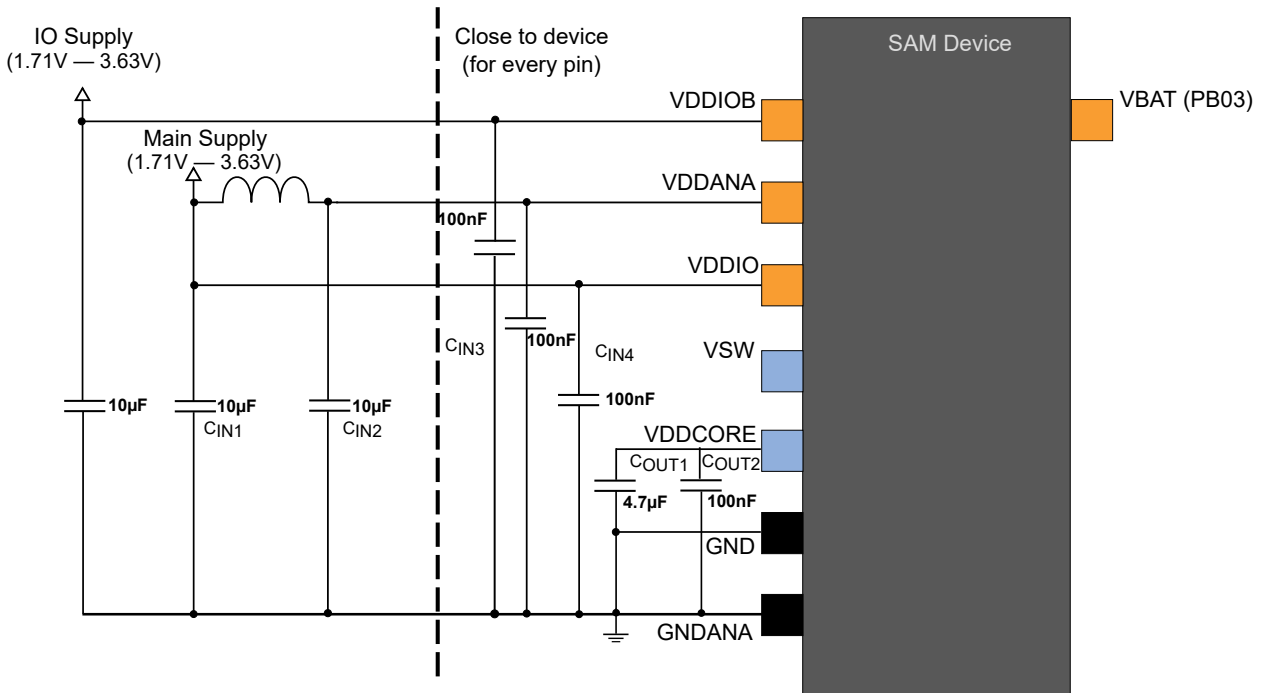 IO Supply
(1.71V — 3.63V)
Close to device
(for every pin)
SAM Device
VDDIOB
VBAT (PB03)
Main Supply
(1.71V — 3.63V)
VDDANA
100nF
VDDIO
100nF
CIN3
CIN4
VSW
100nF
10µF
10µF
CIN1
10µF
CIN2
VDDCORE
COUT1
COUT2
4.7µF
100nF
GND
GNDANA